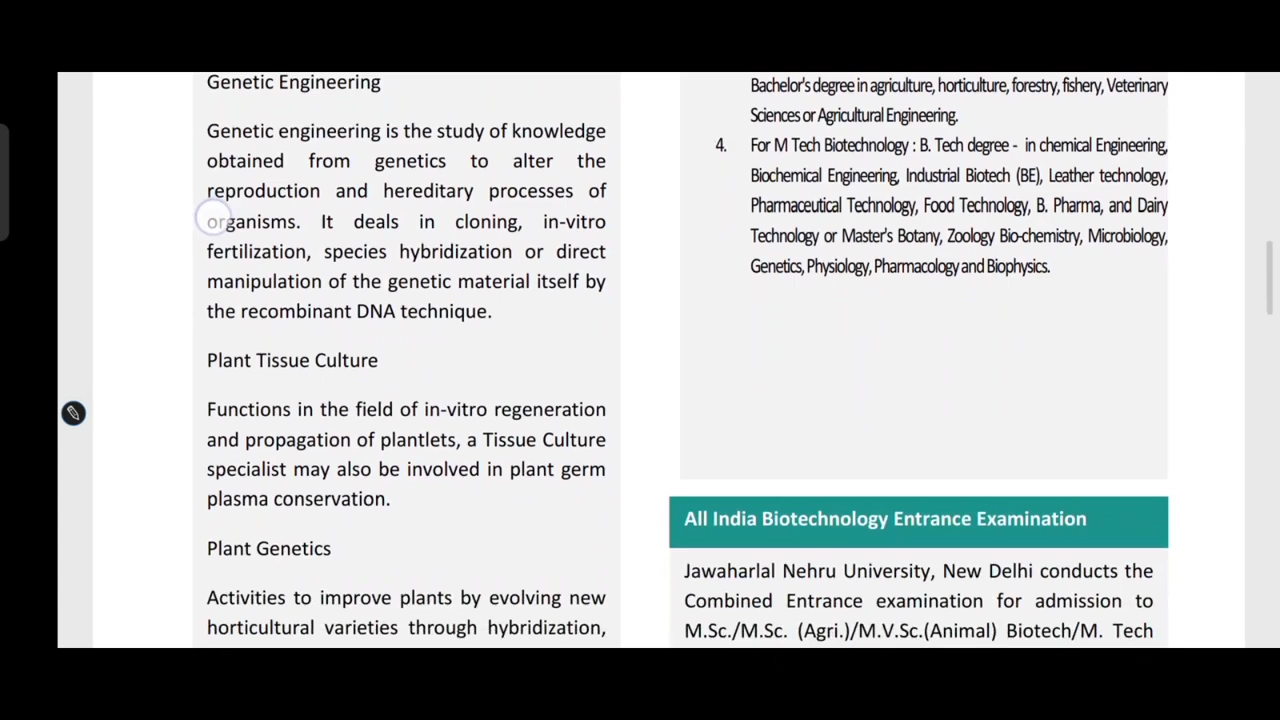 Genetic Engineering
Genetic engineering is the study of knowledge
obtained from genetics to alter the
reproduction and hereditary processes of
organisms. It deals in cloning, in-vitro
fertilization, species hybridization or direct
manipulation of the genetic material itself by
the recombinant DNA technique.
Plant Tissue Culture
Functions in the field of in-vitro regeneration
and propagation of plantlets, a Tissue Culture
specialist may also be involved in plant germ
plasma conservation.
Plant Genetics
Activities to improve plants by evolving new
horticultural varieties through hybridization,
Bachelor's degree in agriculture, horticulture, forestry, fishery, Veterinary
Sciences or Agricultural Engineering.
4. For M Tech Biotechnology : B. Tech degree - in chemical Engineering,
Biochemical Engineering, Industrial Biotech (BE), Leather technology,
Pharmaceutical Technology, Food Technology, B. Pharma, and Dairy
Technology or Master's Botany, Zoology Bio-chemistry, Microbiology,
Genetics, Physiology, Pharmacology and Biophysics.
All India Biotechnology Entrance Examination
Jawaharlal Nehru University, New Delhi conducts the
Combined Entrance examination for admission to
M.Sc./M.Sc. (Agri.)/M.V.Sc.(Animal) Biotech/M. Tech